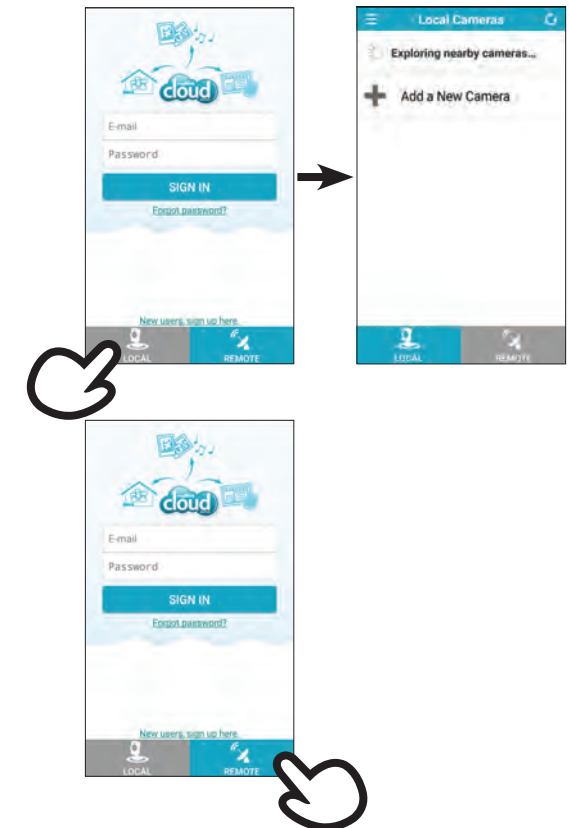 cloud
E-mail
Password
SIGN IN
Forgot password?
New users, sign up here.
LOCAL
REMOTE
Local Cameras
Exploring nearby cameras...
Add a New Camera
LOCAL
REMOTE
cloud
E-mail
Password
SIGN IN
Forgot password?
New users, sign up here.
LOCAL
REMOTE